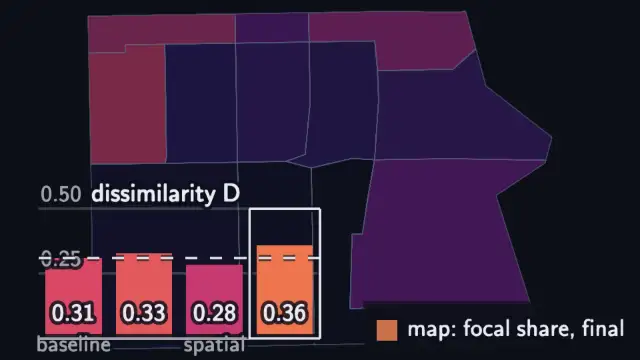 0.50 dissimilarity D
0.25
0.31 0.33 0.28 0.36
baseline spatial
map: focal share, final